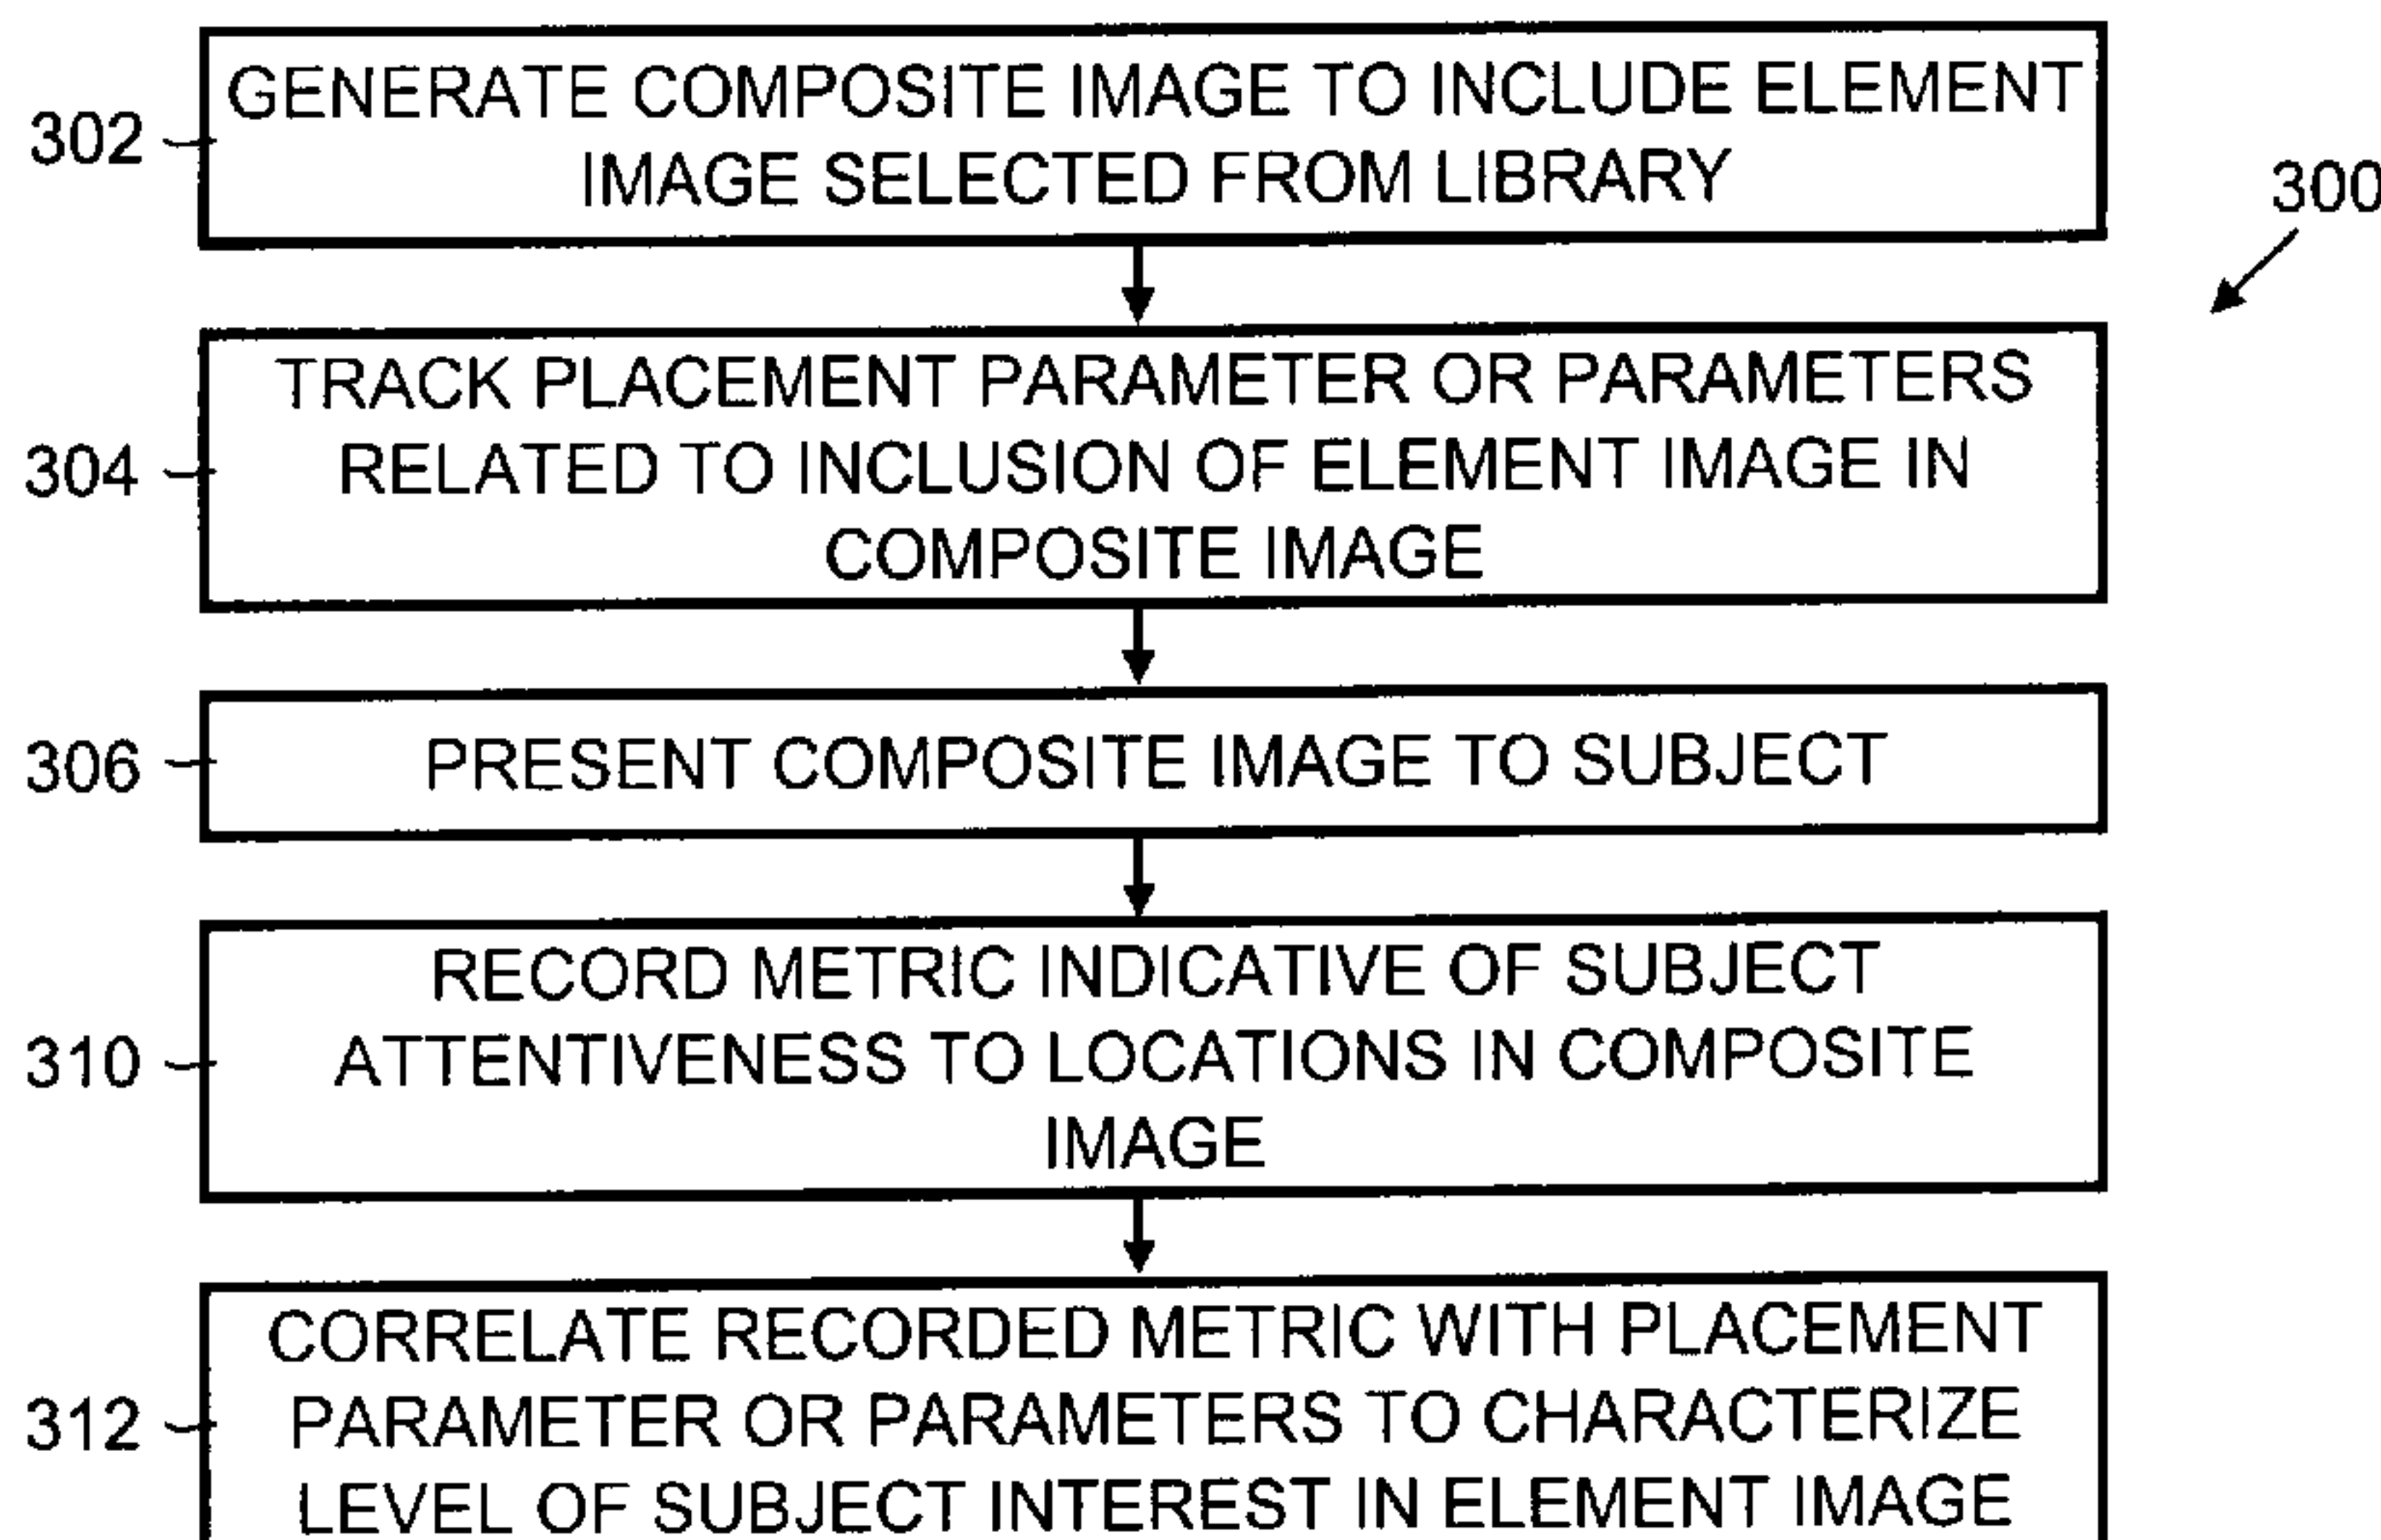 GENERATE COMPOSITE IMAGE TO INCLUDE ELEMENT
IMAGE SELECTED FROM LIBRARY
302
300
TRACK PLACEMENT PARAMETER OR PARAMETERS
RELATED TO INCLUSION OF ELEMENT IMAGE IN
COMPOSITE IMAGE
304
PRESENT COMPOSITE IMAGE TO SUBJECT
306
RECORD METRIC INDICATIVE OF SUBJECT
ATTENTIVENESS TO LOCATIONS IN COMPOSITE
IMAGE
310
CORRELATE RECORDED METRIC WITH PLACEMENT
PARAMETER OR PARAMETERS TO CHARACTERIZE
LEVEL OF SUBJECT INTEREST IN ELEMENT IMAGE
312